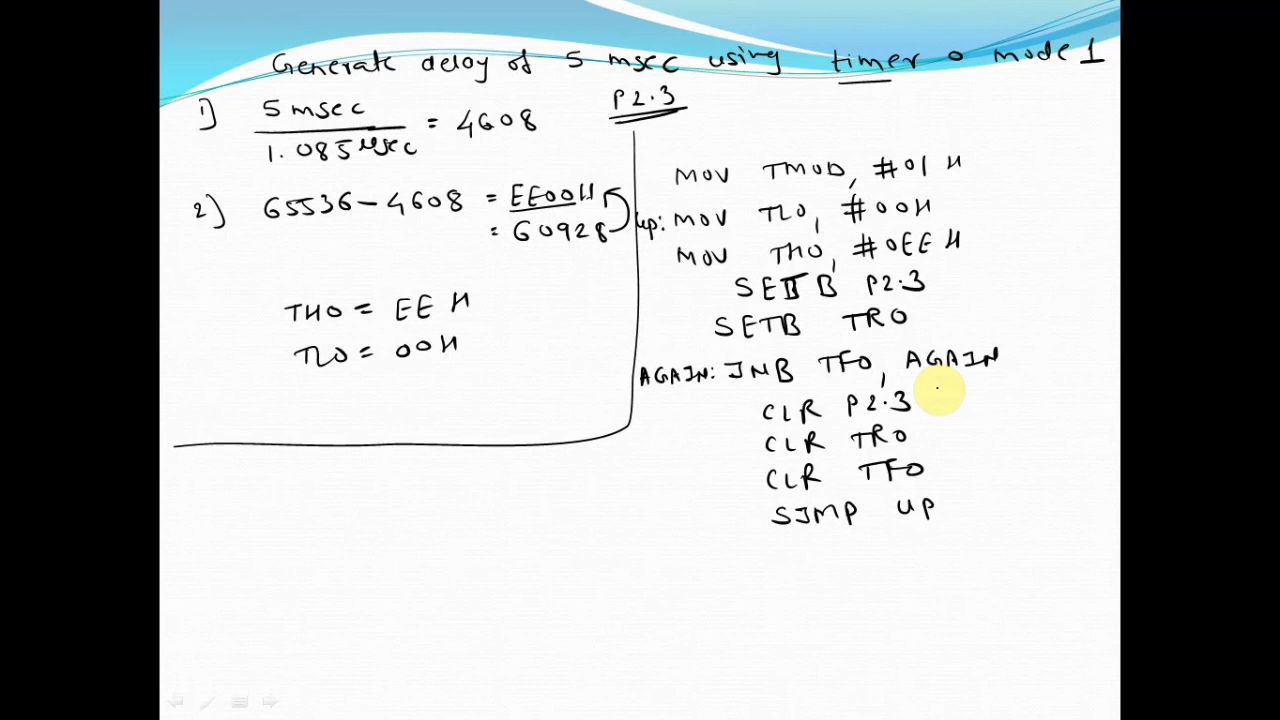 Generate delay of 5 msec using timer 0 mode 1
P2.3
1) 5 msec
1.085 μsec
= 4608
2) 65536 - 4608 = EE00H
= 60928
TH0 = EE H
TL0 = 00H
MOV TMOD, #01 H
up: MOV TL0, #00H
MOV TH0, #0EE H
SETB P2.3
SETB TR0
AGAIN: JNB TF0, AGAIN
CLR P2.3
CLR TR0
CLR TF0
SJMP UP